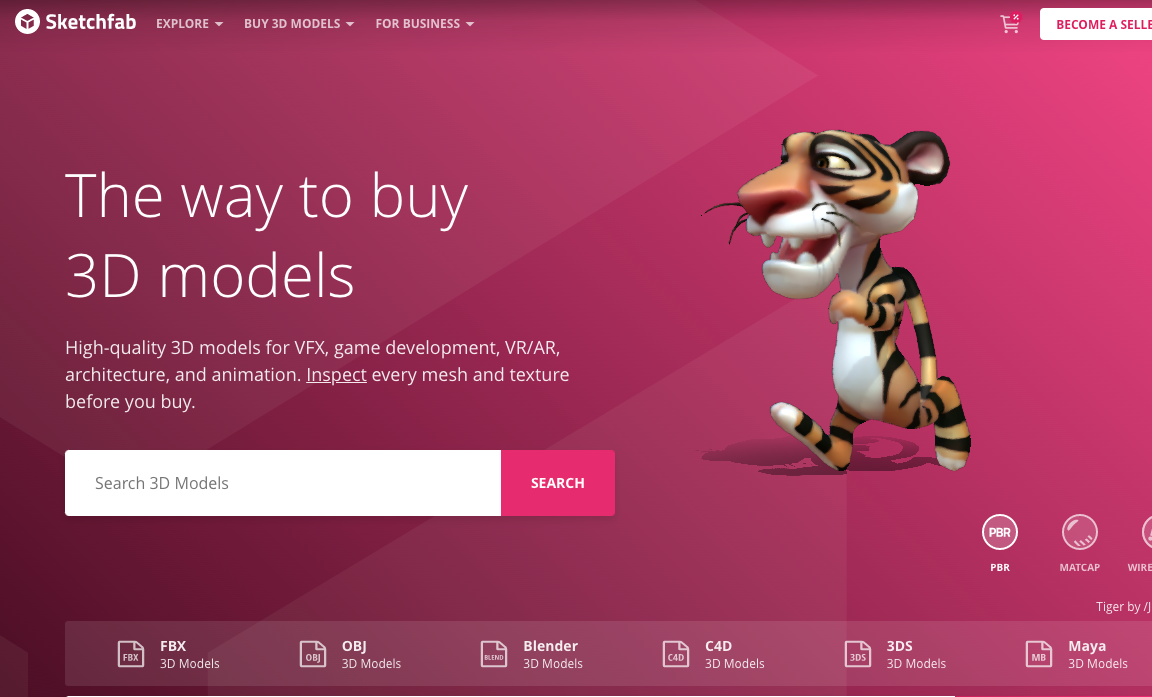 Sketchfab
EXPLORE
BUY 3D MODELS
FOR BUSINESS
%
BECOME A SELLE
The way to buy
3D models
High-quality 3D models for VFX, game development, VR/AR,
architecture, and animation. Inspect every mesh and texture
before you buy.
Search 3D Models
SEARCH
PBR
PBR
MATCAP
WIRE
Tiger by /J
FBX
FBX
3D Models
OBJ
OBJ
3D Models
BLEND
Blender
3D Models
C4D
C4D
3D Models
3DS
3DS
3D Models
MB
Maya
3D Models